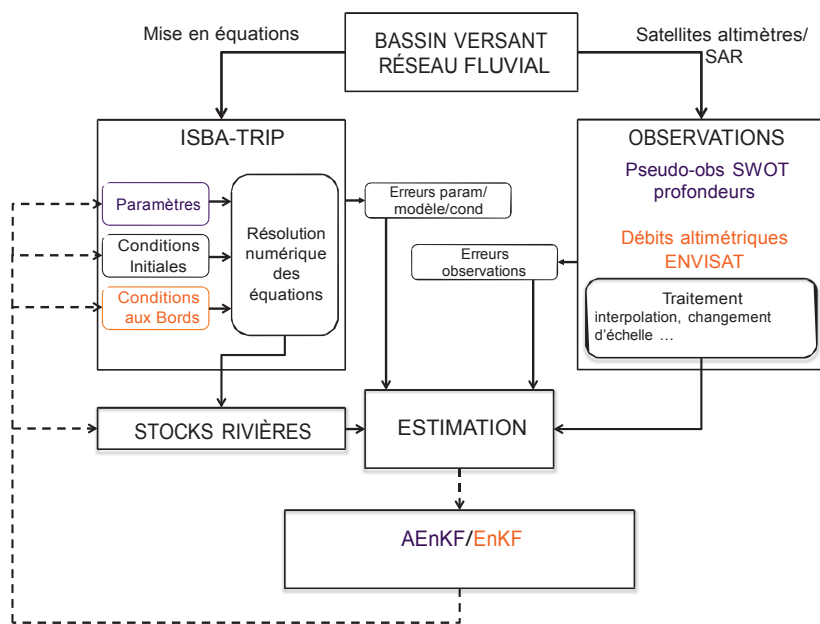 Mise en équations
BASSIN VERSANT
RÉSEAU FLUVIAL
Satellites altimètres/
SAR
ISBA-TRIP
Paramètres
Conditions
Initiales
Conditions
aux Bords
Résolution
numérique
des
équations
Erreurs param/
modèle/cond
Erreurs
observations
OBSERVATIONS
Pseudo-obs SWOT
profondeurs
Débits altimétriques
ENVISAT
Traitement
interpolation, changement
d'échelle ...
STOCKS RIVIÈRES
ESTIMATION
AEnKF/EnKF